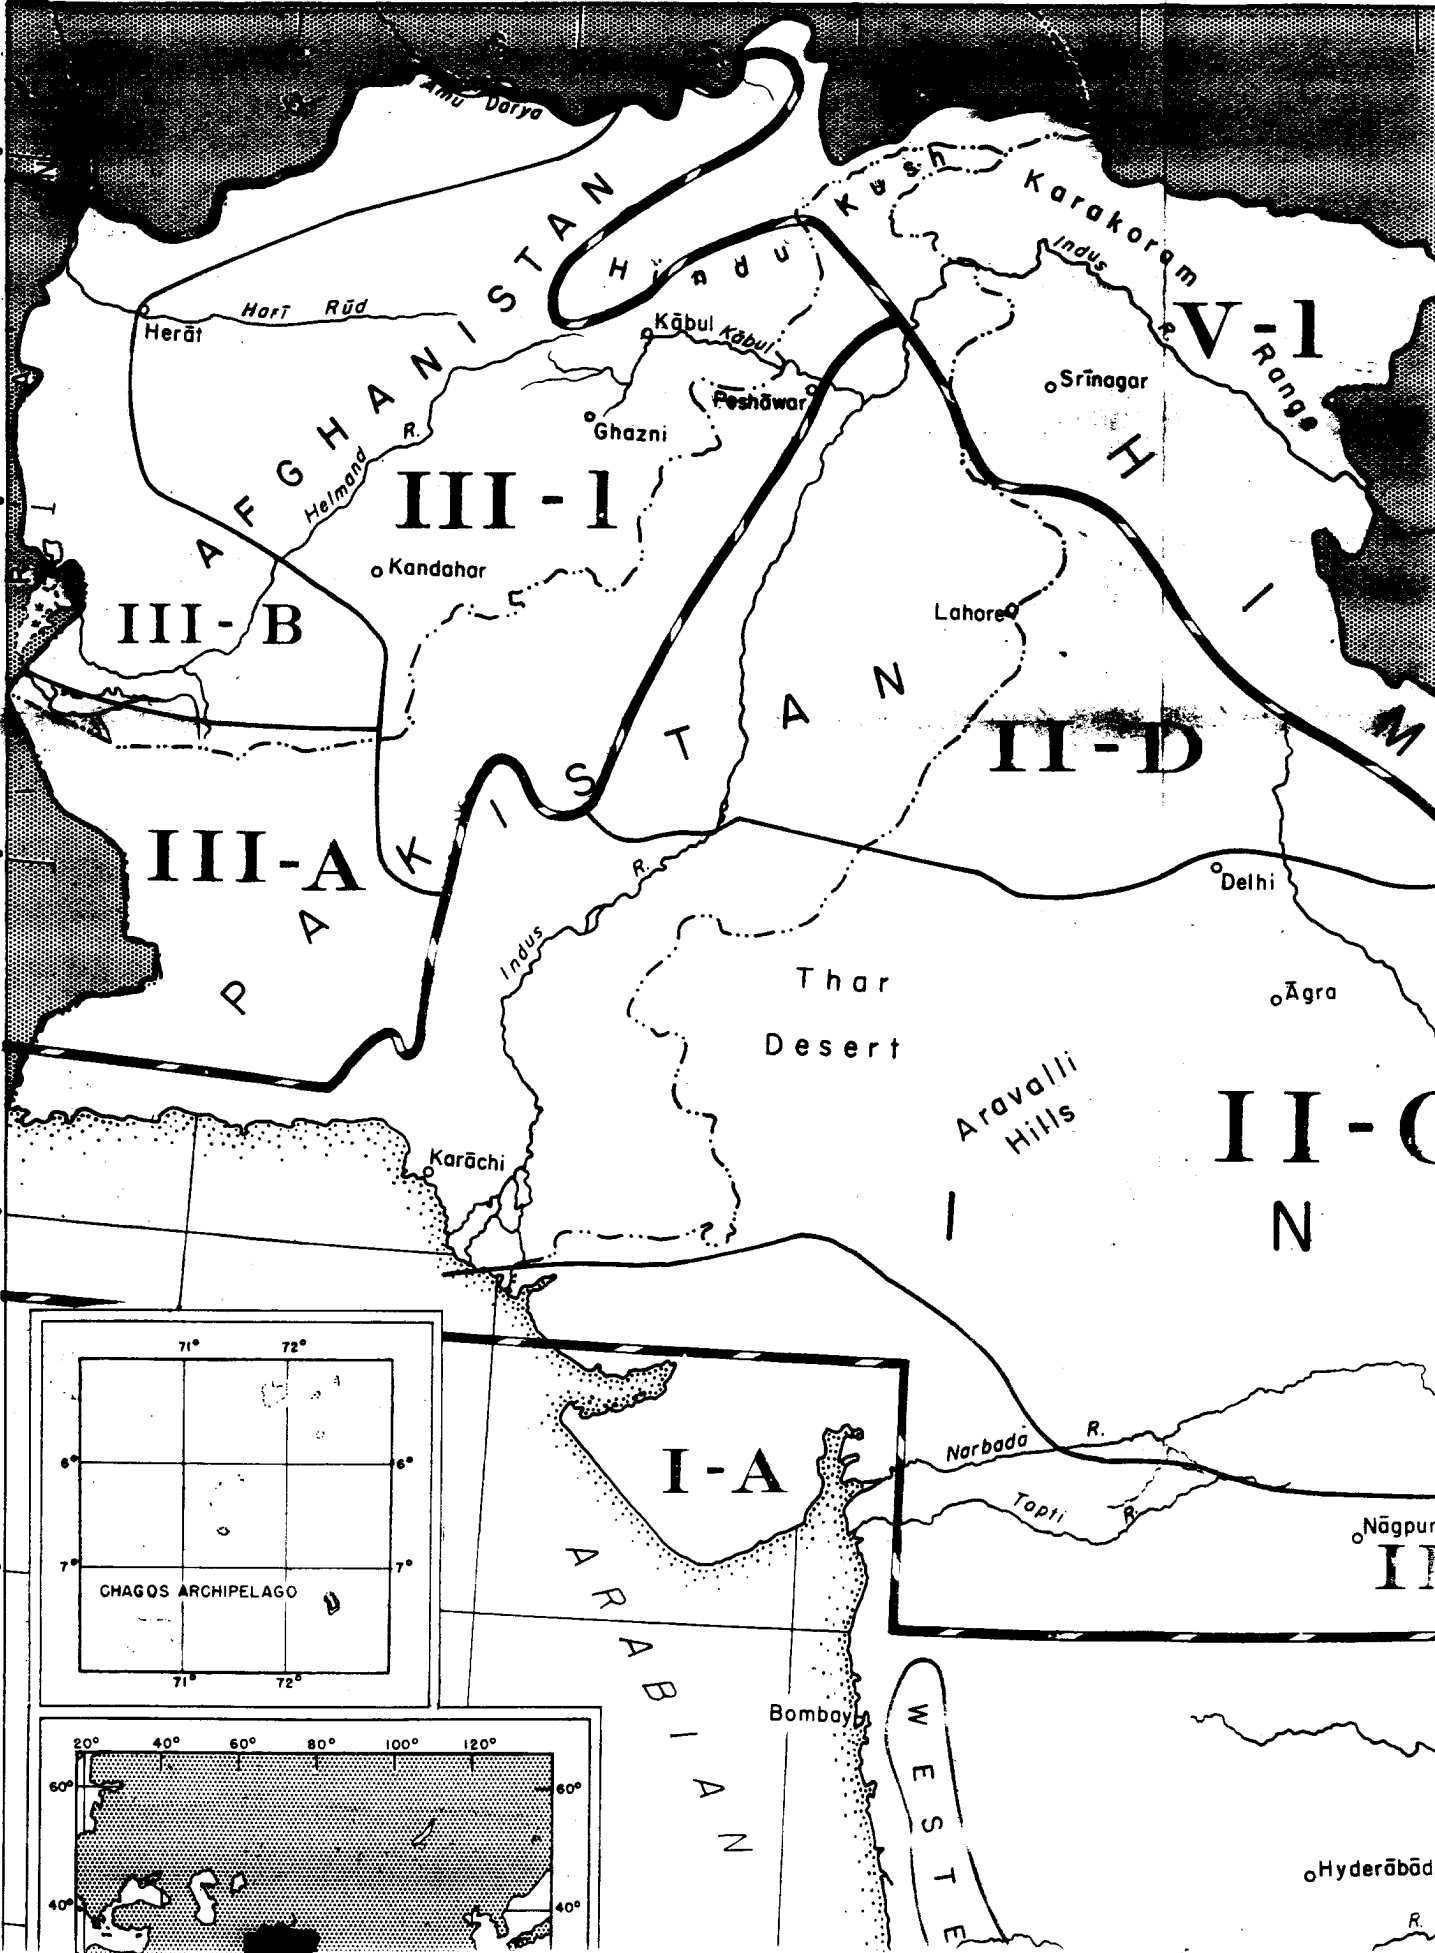 Amu Darya
AFGHANISTAN
Hindu Kush
Karakoram Range
Indus R.
V-1
Harī Rūd
Herāt
Kābul
Kābul
Peshāwar
Srīnagar
Ghazni
Helmand R.
III-1
H I M
Kandahar
III-B
Lahore
PAKISTAN
II-D
III-A
Delhi
Indus R.
Thar
Desert
Āgra
Aravalli
Hills
II-C
I N
Karāchi
71° 72°
6° 6°
7° 7°
CHAGOS ARCHIPELAGO
71° 72°
I-A
Narbada R.
Tapti R.
Nāgpur
II
ARABIAN
Bombay
WESTE
Hyderābād
R.
20° 40° 60° 80° 100° 120°
60° 60°
40° 40°